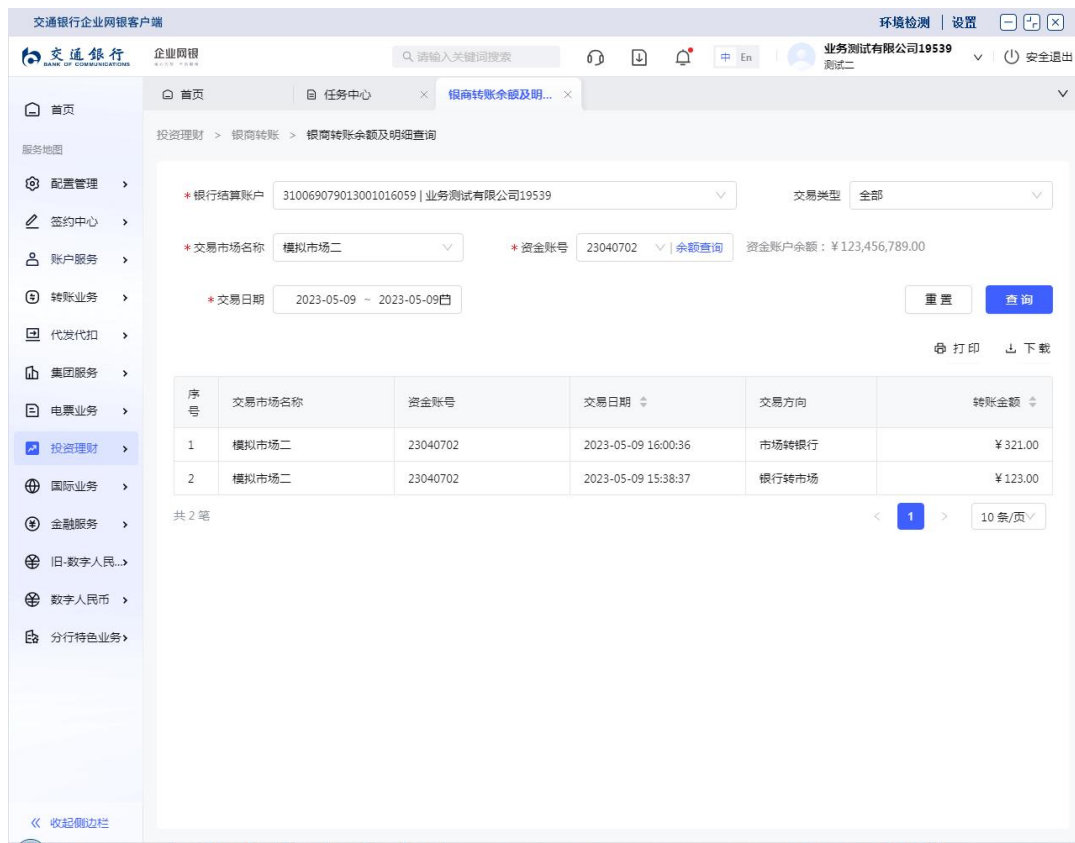 交通银行企业网银客户端 环境检测 设置
交通銀行 企业网银 请输入关键词搜索 中 En 业务测试有限公司19539 安全退出
BANK OF COMMUNICATIONS 测试二
首页 任务中心 银商转账余额及明...
首页
投资理财 > 银商转账 > 银商转账余额及明细查询
服务地图
配置管理
签约中心
账户服务
转账业务
代发代扣
集团服务
电票业务
投资理财
国际业务
金融服务
旧-数字人民...
数字人民币
分行特色业务
收起侧边栏
*银行结算账户 310069079013001016059 | 业务测试有限公司19539 交易类型 全部
*交易市场名称 模拟市场二 *资金账号 23040702 | 余额查询 资金账户余额：¥123,456,789.00
*交易日期 2023-05-09 ~ 2023-05-09 重置 查询
打印 下载
序号 交易市场名称 资金账号 交易日期 交易方向 转账金额
1 模拟市场二 23040702 2023-05-09 16:00:36 市场转银行 ¥321.00
2 模拟市场二 23040702 2023-05-09 15:38:37 银行转市场 ¥123.00
共2笔 < 1 > 10 条/页